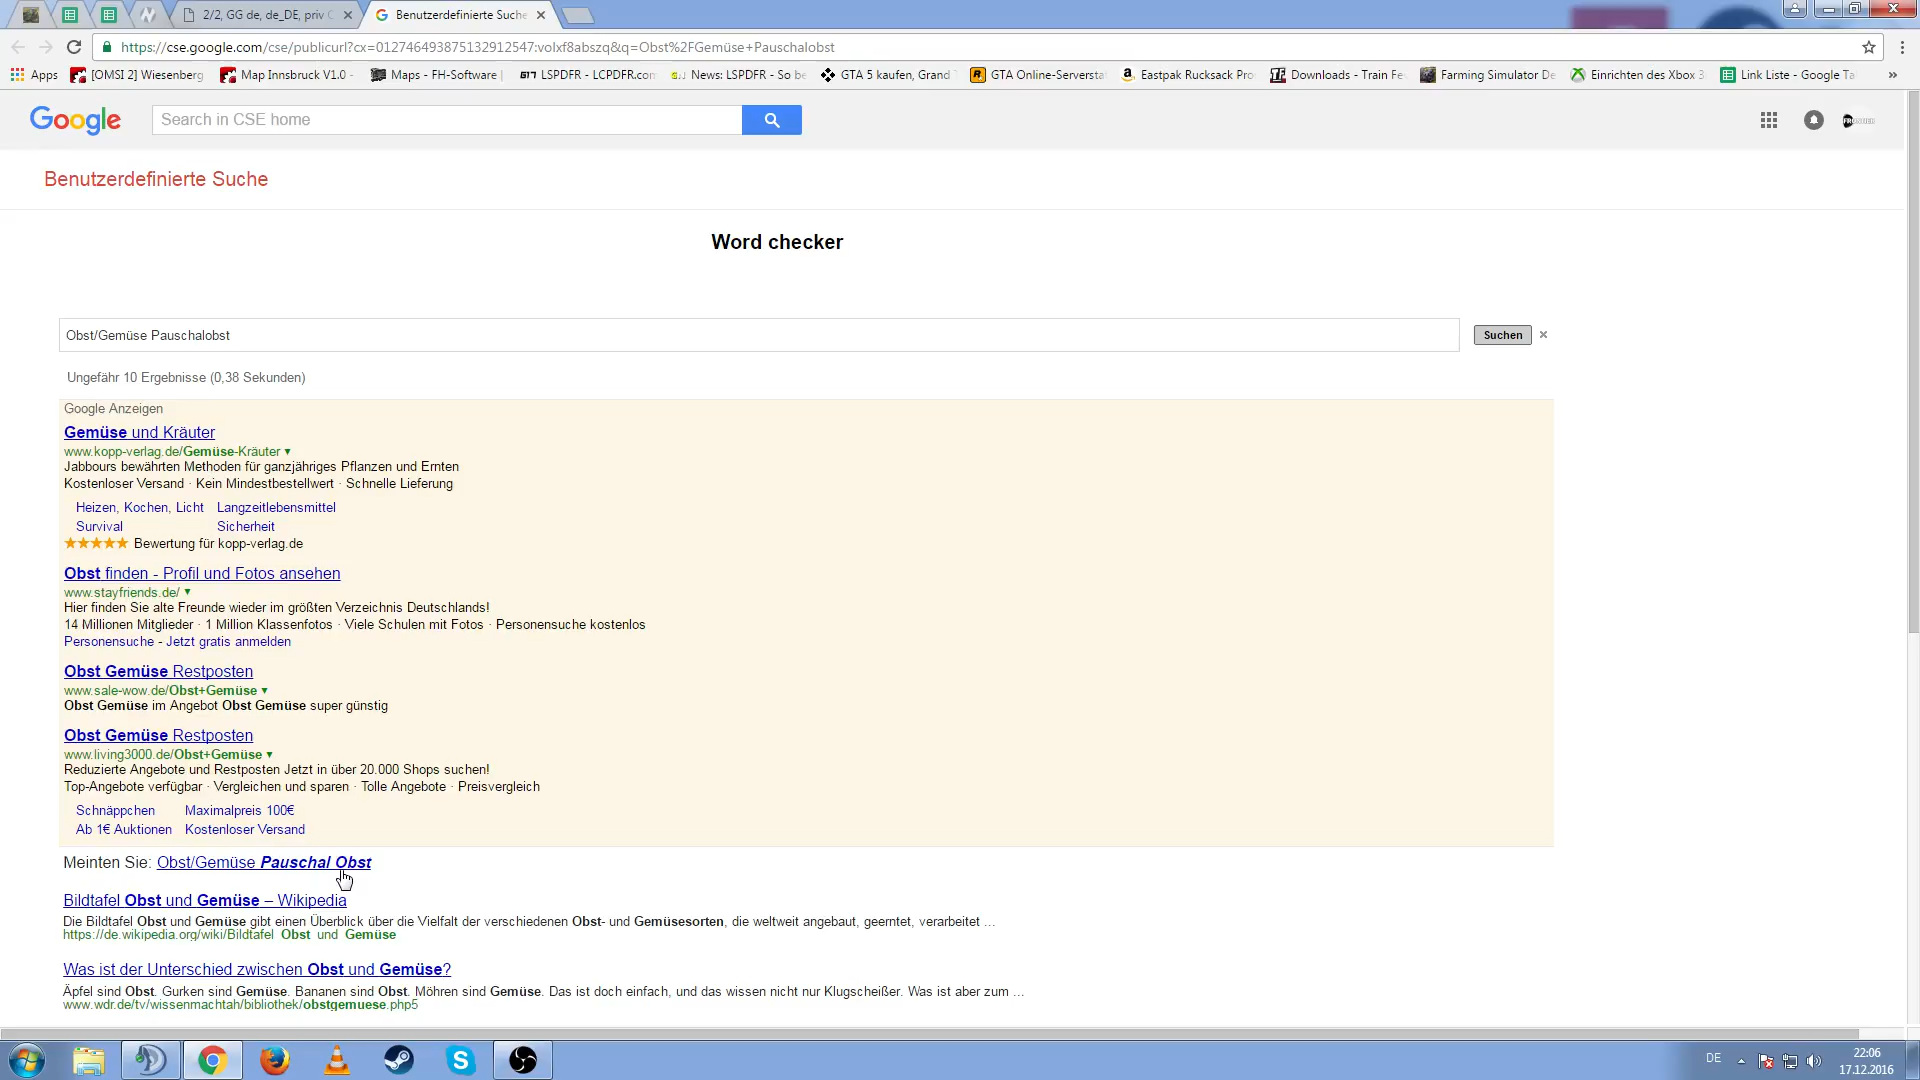 2/2, GG de, de_DE, priv
Benutzerdefinierte Suche
https://cse.google.com/cse/publicurl?cx=012746493875132912547:volxf8abszq&q=Obst%2FGemüse+Pauschalobst
Apps [OMSI 2] Wiesenberg Map Innsbruck V1.0 - Maps - FH-Software LSPDFR - LCPDFR.com News: LSPDFR - So be GTA 5 kaufen, Grand GTA Online-Serversta Eastpak Rucksack Pro Downloads - Train Fe Farming Simulator De Einrichten des Xbox 3 Link Liste - Google Ta »
Google Search in CSE home
Benutzerdefinierte Suche
Word checker
Obst/Gemüse Pauschalobst Suchen ×
Ungefähr 10 Ergebnisse (0,38 Sekunden)
Google Anzeigen
Gemüse und Kräuter
www.kopp-verlag.de/Gemüse-Kräuter ▼
Jabbours bewährten Methoden für ganzjähriges Pflanzen und Ernten
Kostenloser Versand · Kein Mindestbestellwert · Schnelle Lieferung
Heizen, Kochen, Licht Langzeitlebensmittel
Survival Sicherheit
★★★★★ Bewertung für kopp-verlag.de
Obst finden - Profil und Fotos ansehen
www.stayfriends.de/ ▼
Hier finden Sie alte Freunde wieder im größten Verzeichnis Deutschlands!
14 Millionen Mitglieder · 1 Million Klassenfotos · Viele Schulen mit Fotos · Personensuche kostenlos
Personensuche - Jetzt gratis anmelden
Obst Gemüse Restposten
www.sale-wow.de/Obst+Gemüse ▼
Obst Gemüse im Angebot Obst Gemüse super günstig
Obst Gemüse Restposten
www.living3000.de/Obst+Gemüse ▼
Reduzierte Angebote und Restposten Jetzt in über 20.000 Shops suchen!
Top-Angebote verfügbar · Vergleichen und sparen · Tolle Angebote · Preisvergleich
Schnäppchen Maximalpreis 100€
Ab 1€ Auktionen Kostenloser Versand
Meinten Sie: Obst/Gemüse Pauschal Obst
Bildtafel Obst und Gemüse – Wikipedia
Die Bildtafel Obst und Gemüse gibt einen Überblick über die Vielfalt der verschiedenen Obst- und Gemüsesorten, die weltweit angebaut, geerntet, verarbeitet ...
https://de.wikipedia.org/wiki/Bildtafel_Obst_und_Gemüse
Was ist der Unterschied zwischen Obst und Gemüse?
Äpfel sind Obst. Gurken sind Gemüse. Bananen sind Obst. Möhren sind Gemüse. Das ist doch einfach, und das wissen nicht nur Klugscheißer. Was ist aber zum ...
www.wdr.de/tv/wissenmachtah/bibliothek/obstgemuese.php5
DE 22:06
17.12.2016